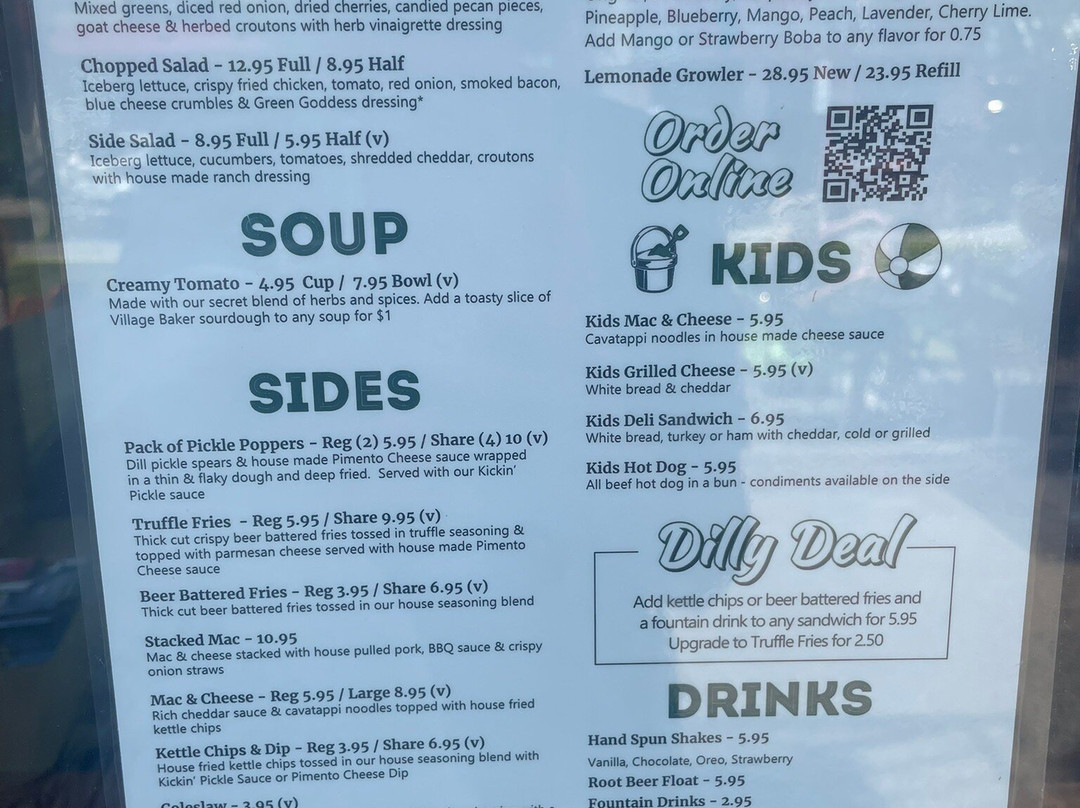 Mixed greens, diced red onion, dried cherries, candied pecan pieces,
goat cheese & herbed croutons with herb vinaigrette dressing
Chopped Salad - 12.95 Full / 8.95 Half
Iceberg lettuce, crispy fried chicken, tomato, red onion, smoked bacon,
blue cheese crumbles & Green Goddess dressing*
Side Salad - 8.95 Full / 5.95 Half (v)
Iceberg lettuce, cucumbers, tomatoes, shredded cheddar, croutons
with house made ranch dressing
SOUP
Creamy Tomato - 4.95 Cup / 7.95 Bowl (v)
Made with our secret blend of herbs and spices. Add a toasty slice of
Village Baker sourdough to any soup for $1
SIDES
Pack of Pickle Poppers - Reg (2) 5.95 / Share (4) 10 (v)
Dill pickle spears & house made Pimento Cheese sauce wrapped
in a thin & flaky dough and deep fried. Served with our Kickin'
Pickle sauce
Truffle Fries - Reg 5.95 / Share 9.95 (v)
Thick cut crispy beer battered fries tossed in truffle seasoning &
topped with parmesan cheese served with house made Pimento
Cheese sauce
Beer Battered Fries - Reg 3.95 / Share 6.95 (v)
Thick cut beer battered fries tossed in our house seasoning blend
Stacked Mac - 10.95
Mac & cheese stacked with house pulled pork, BBQ sauce & crispy
onion straws
Mac & Cheese - Reg 5.95 / Large 8.95 (v)
Rich cheddar sauce & cavatappi noodles topped with house fried
kettle chips
Kettle Chips & Dip - Reg 3.95 / Share 6.95 (v)
House fried kettle chips tossed in our house seasoning blend with
Kickin' Pickle Sauce or Pimento Cheese Dip
Coleslaw - 3.95 (v)
Pineapple, Blueberry, Mango, Peach, Lavender, Cherry Lime.
Add Mango or Strawberry Boba to any flavor for 0.75
Lemonade Growler - 28.95 New / 23.95 Refill
Order
Online
KIDS
Kids Mac & Cheese - 5.95
Cavatappi noodles in house made cheese sauce
Kids Grilled Cheese - 5.95 (v)
White bread & cheddar
Kids Deli Sandwich - 6.95
White bread, turkey or ham with cheddar, cold or grilled
Kids Hot Dog - 5.95
All beef hot dog in a bun - condiments available on the side
Dilly Deal
Add kettle chips or beer battered fries and
a fountain drink to any sandwich for 5.95
Upgrade to Truffle Fries for 2.50
DRINKS
Hand Spun Shakes - 5.95
Vanilla, Chocolate, Oreo, Strawberry
Root Beer Float - 5.95
Fountain Drinks - 2.95